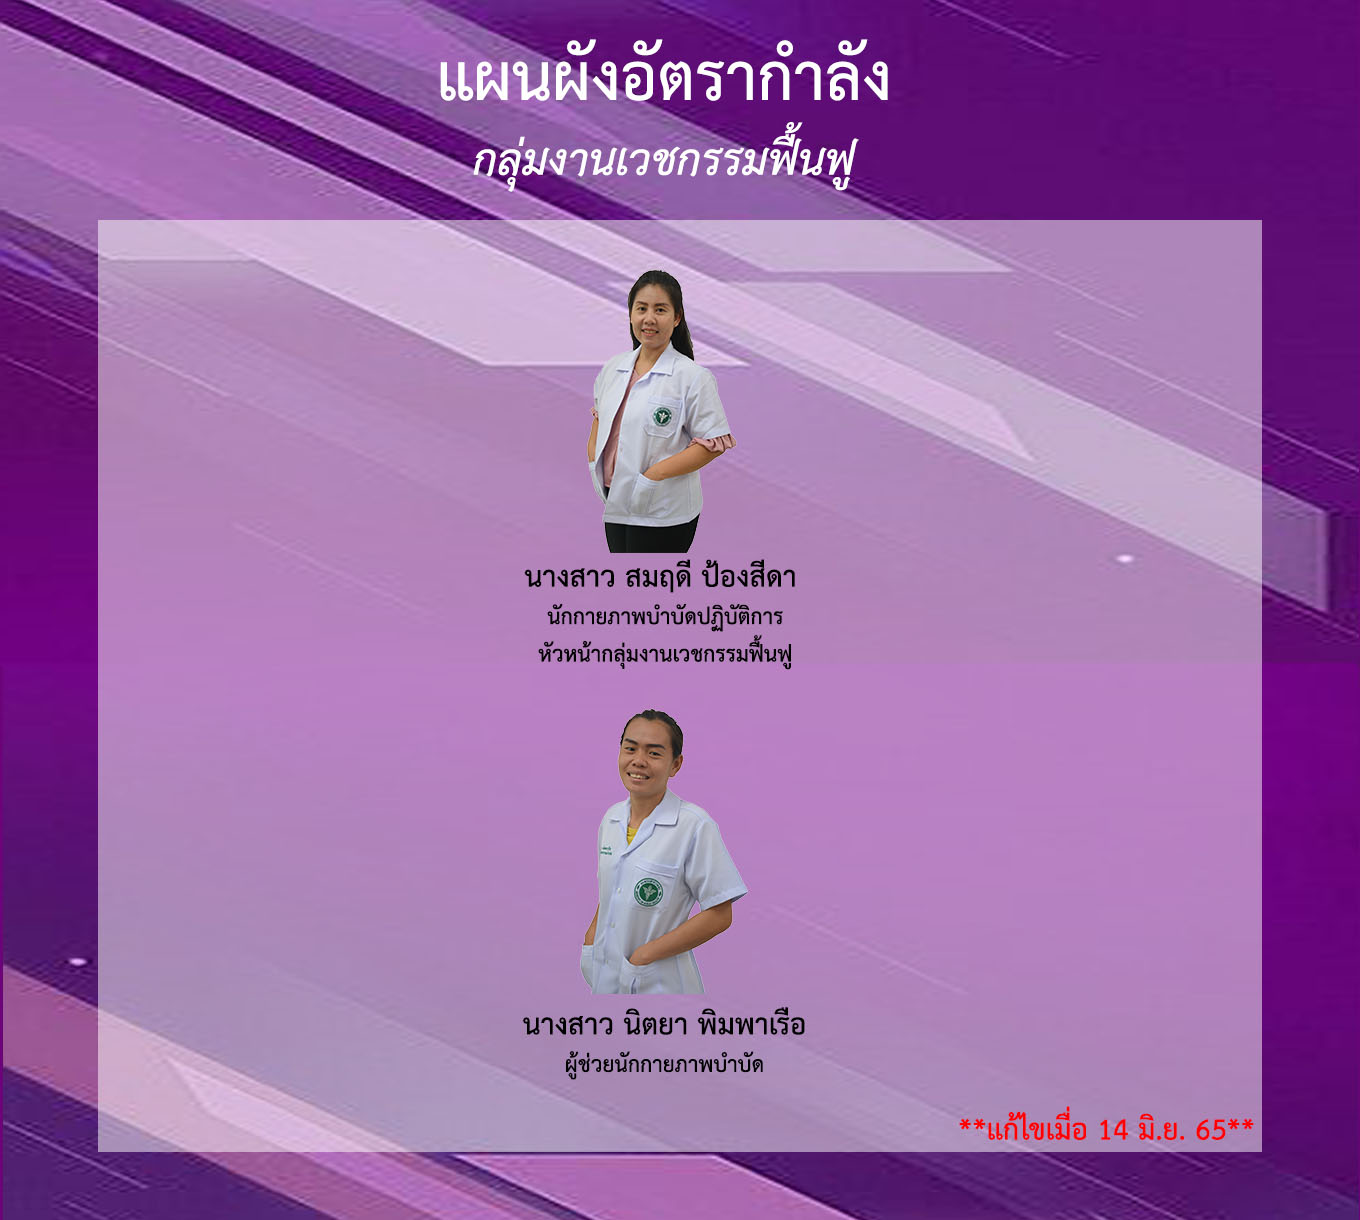 แผนผังอัตรากำลัง
กลุ่มงานเวชกรรมฟื้นฟู
นางสาว สมฤดี ป้องสีดา
นักกายภาพบำบัดปฏิบัติการ
หัวหน้ากลุ่มงานเวชกรรมฟื้นฟู
นางสาว นิตยา พิมพาเรือ
ผู้ช่วยนักกายภาพบำบัด
**แก้ไขเมื่อ 14 มิ.ย. 65**